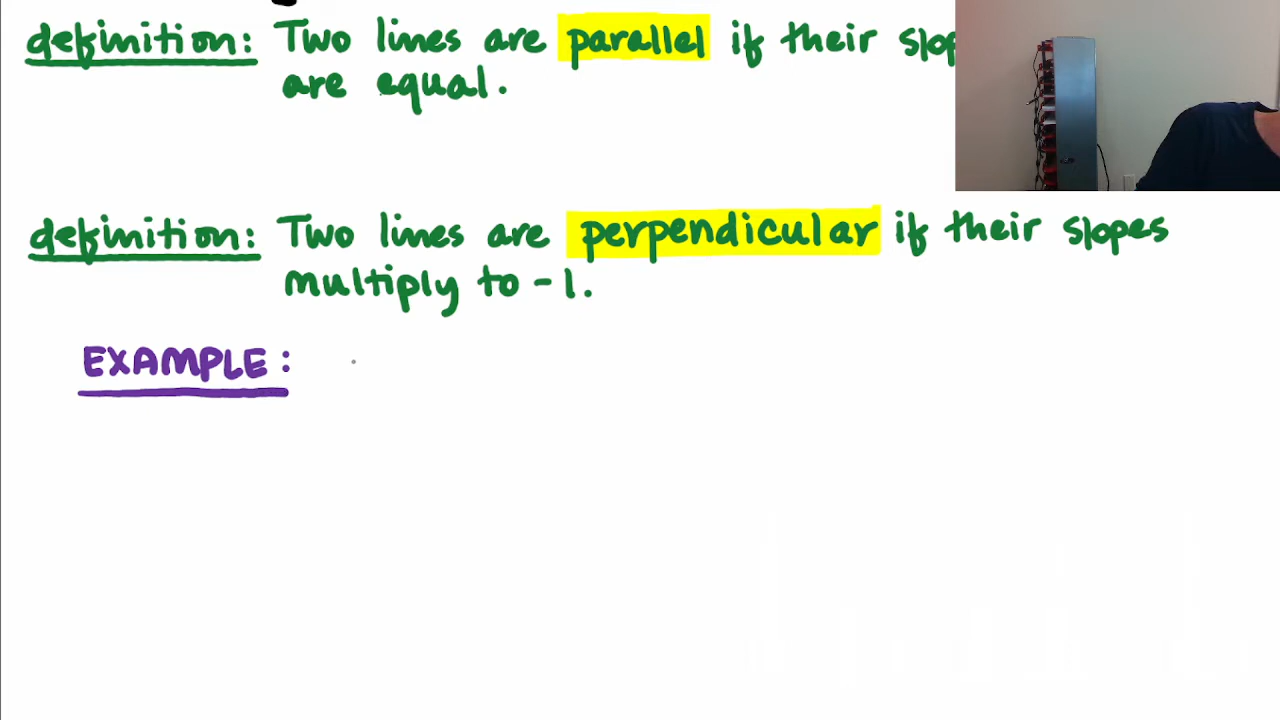 definition: Two lines are parallel if their slop
are equal.
definition: Two lines are perpendicular if their slopes
multiply to -1.
EXAMPLE: